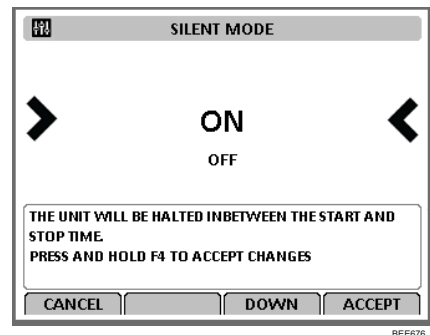 SILENT MODE
ON
OFF
THE UNIT WILL BE HALTED INBETWEEN THE START AND
STOP TIME.
PRESS AND HOLD F4 TO ACCEPT CHANGES
CANCEL DOWN ACCEPT
BEE676